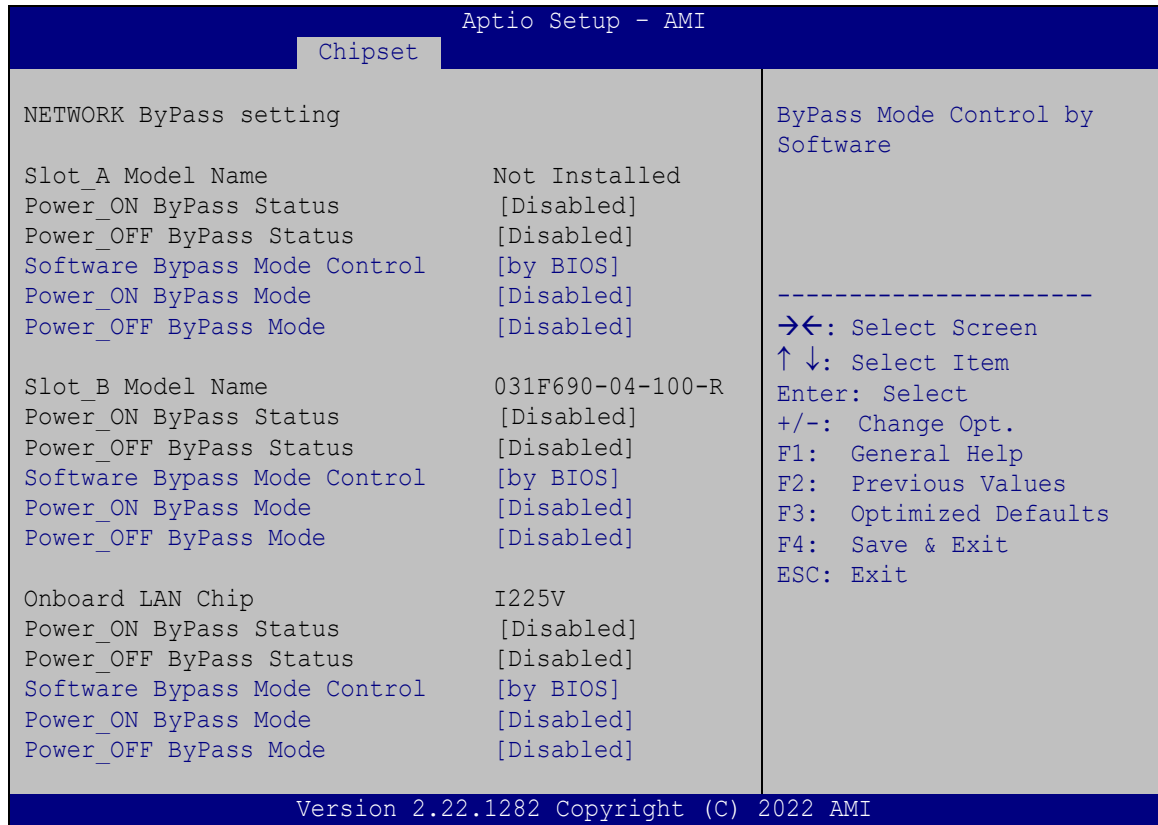 Aptio Setup – AMI
Chipset
NETWORK ByPass setting
Slot_A Model Name Not Installed
Power_ON ByPass Status [Disabled]
Power_OFF ByPass Status [Disabled]
Software Bypass Mode Control [by BIOS]
Power_ON ByPass Mode [Disabled]
Power_OFF ByPass Mode [Disabled]
Slot_B Model Name 031F690-04-100-R
Power_ON ByPass Status [Disabled]
Power_OFF ByPass Status [Disabled]
Software Bypass Mode Control [by BIOS]
Power_ON ByPass Mode [Disabled]
Power_OFF ByPass Mode [Disabled]
Onboard LAN Chip I225V
Power_ON ByPass Status [Disabled]
Power_OFF ByPass Status [Disabled]
Software Bypass Mode Control [by BIOS]
Power_ON ByPass Mode [Disabled]
Power_OFF ByPass Mode [Disabled]
ByPass Mode Control by
Software
----------------------
→←: Select Screen
↑ ↓: Select Item
Enter: Select
+/-: Change Opt.
F1: General Help
F2: Previous Values
F3: Optimized Defaults
F4: Save & Exit
ESC: Exit
Version 2.22.1282 Copyright (C) 2022 AMI